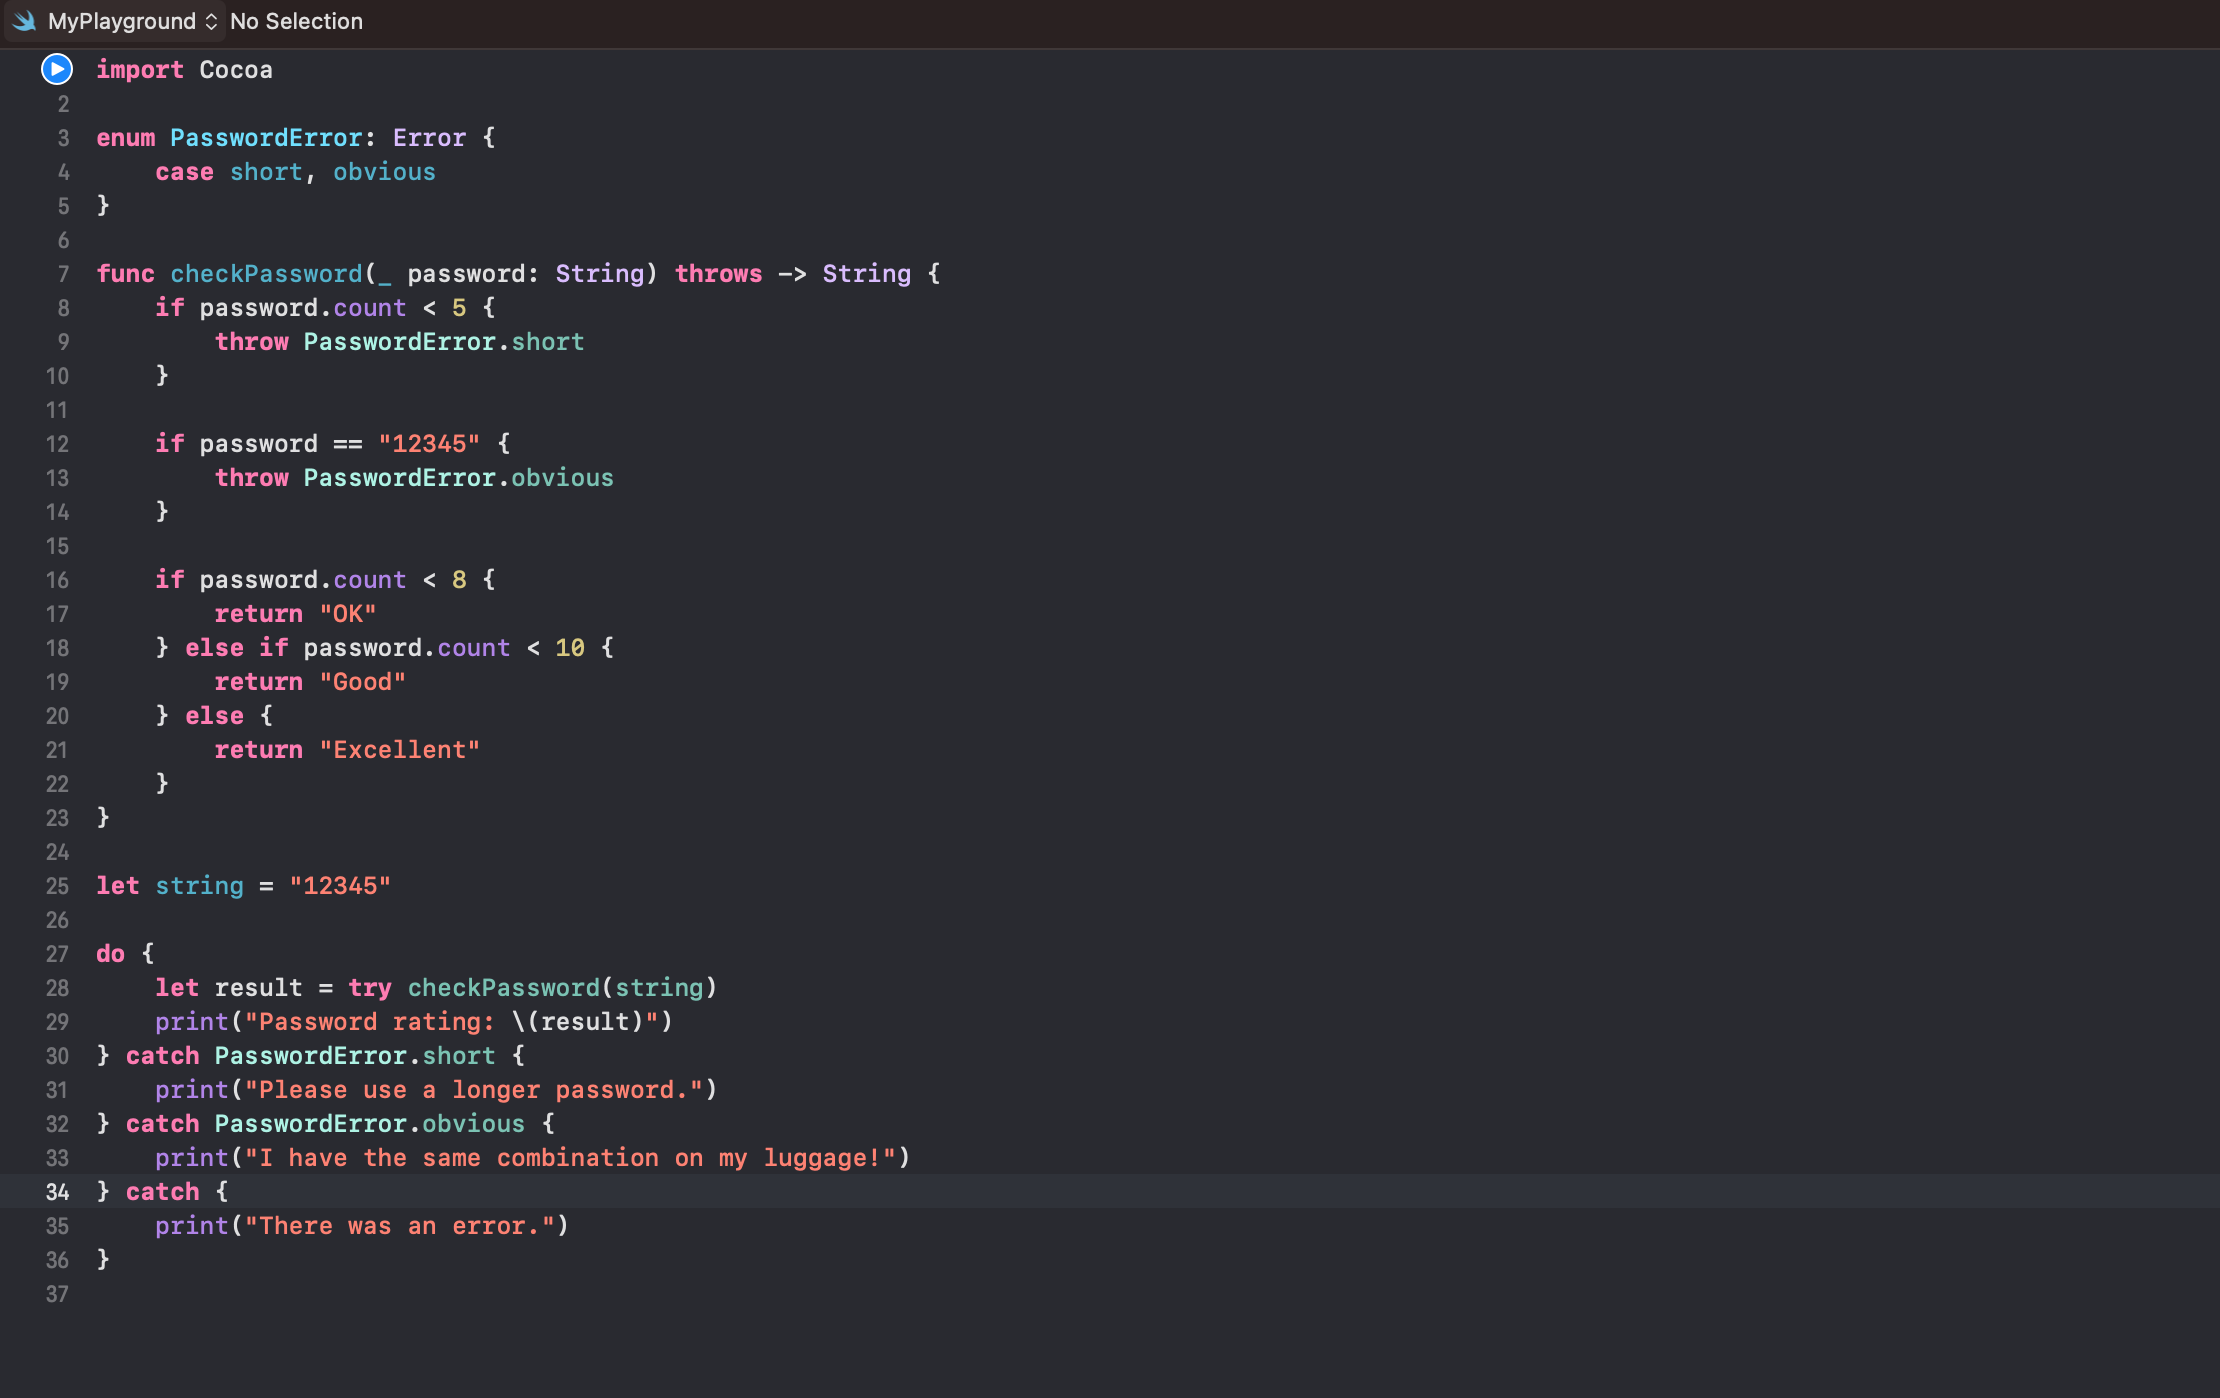 MyPlayground No Selection
import Cocoa
2
3 enum PasswordError: Error {
4     case short, obvious
5 }
6
7 func checkPassword(_ password: String) throws -> String {
8     if password.count < 5 {
9         throw PasswordError.short
10     }
11
12     if password == "12345" {
13         throw PasswordError.obvious
14     }
15
16     if password.count < 8 {
17         return "OK"
18     } else if password.count < 10 {
19         return "Good"
20     } else {
21         return "Excellent"
22     }
23 }
24
25 let string = "12345"
26
27 do {
28     let result = try checkPassword(string)
29     print("Password rating: \(result)")
30 } catch PasswordError.short {
31     print("Please use a longer password.")
32 } catch PasswordError.obvious {
33     print("I have the same combination on my luggage!")
34 } catch {
35     print("There was an error.")
36 }
37